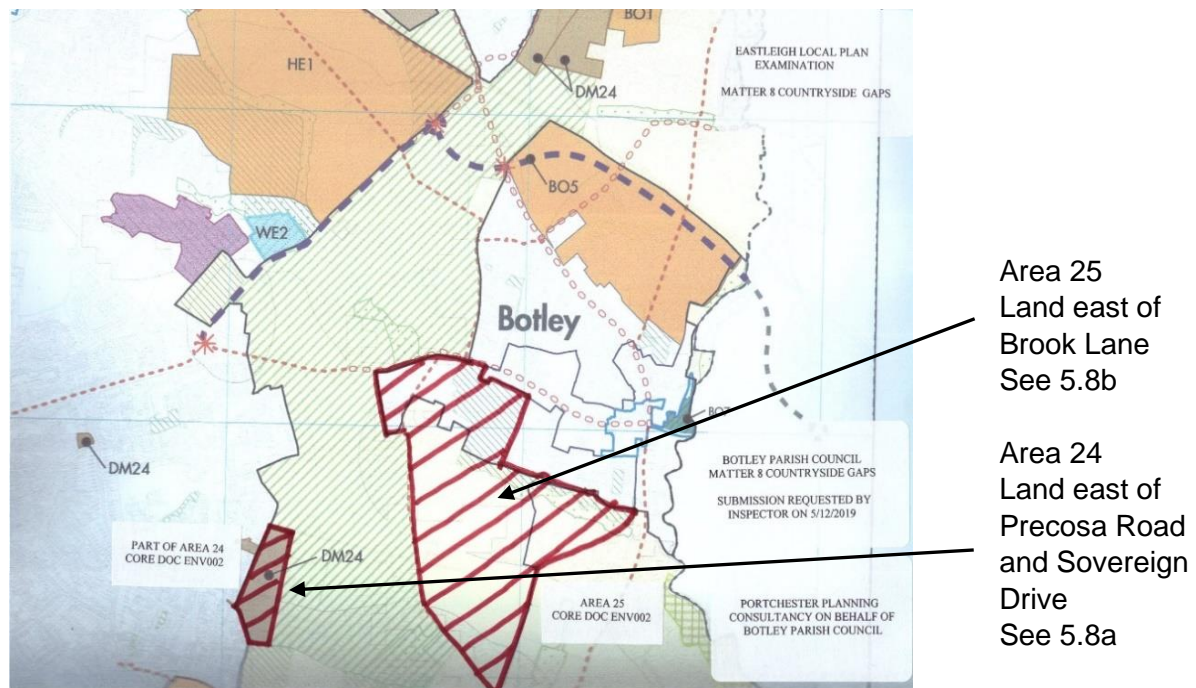 BO1
EASTLEIGH LOCAL PLAN
EXAMINATION
MATTER 8 COUNTRYSIDE GAPS
HE1
DM24
BO5
WE2
Botley
Area 25
Land east of
Brook Lane
See 5.8b
DM24
BOTLEY PARISH COUNCIL
MATTER 8 COUNTRYSIDE GAPS
SUBMISSION REQUESTED BY
INSPECTOR ON 5/12/2019
Area 24
Land east of
Precosa Road
and Sovereign
Drive
See 5.8a
PART OF AREA 24
CORE DOC ENV002
DM24
AREA 25
CORE DOC ENV002
PORTCHESTER PLANNING
CONSULTANCY ON BEHALF OF
BOTLEY PARISH COUNCIL